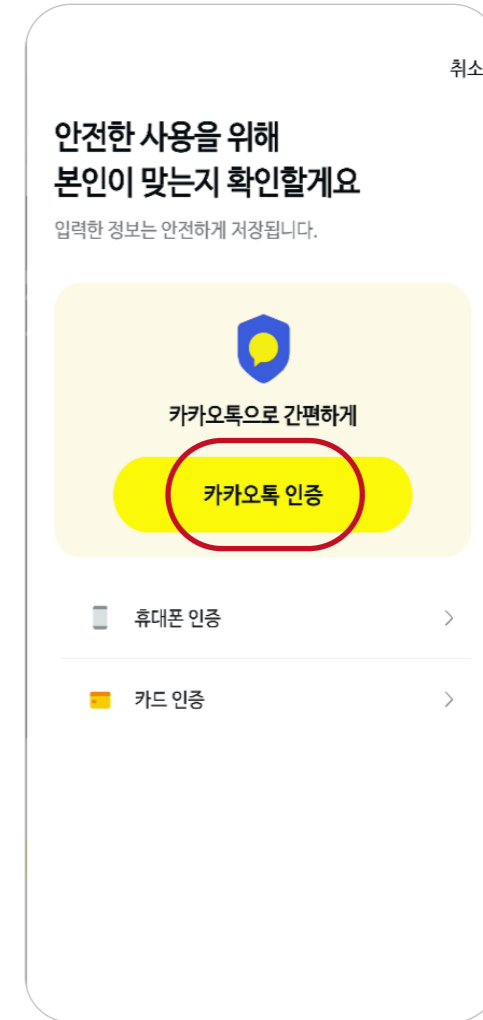 취소
안전한 사용을 위해
본인이 맞는지 확인할게요
입력한 정보는 안전하게 저장됩니다.
카카오톡으로 간편하게
카카오톡 인증
휴대폰 인증
카드 인증